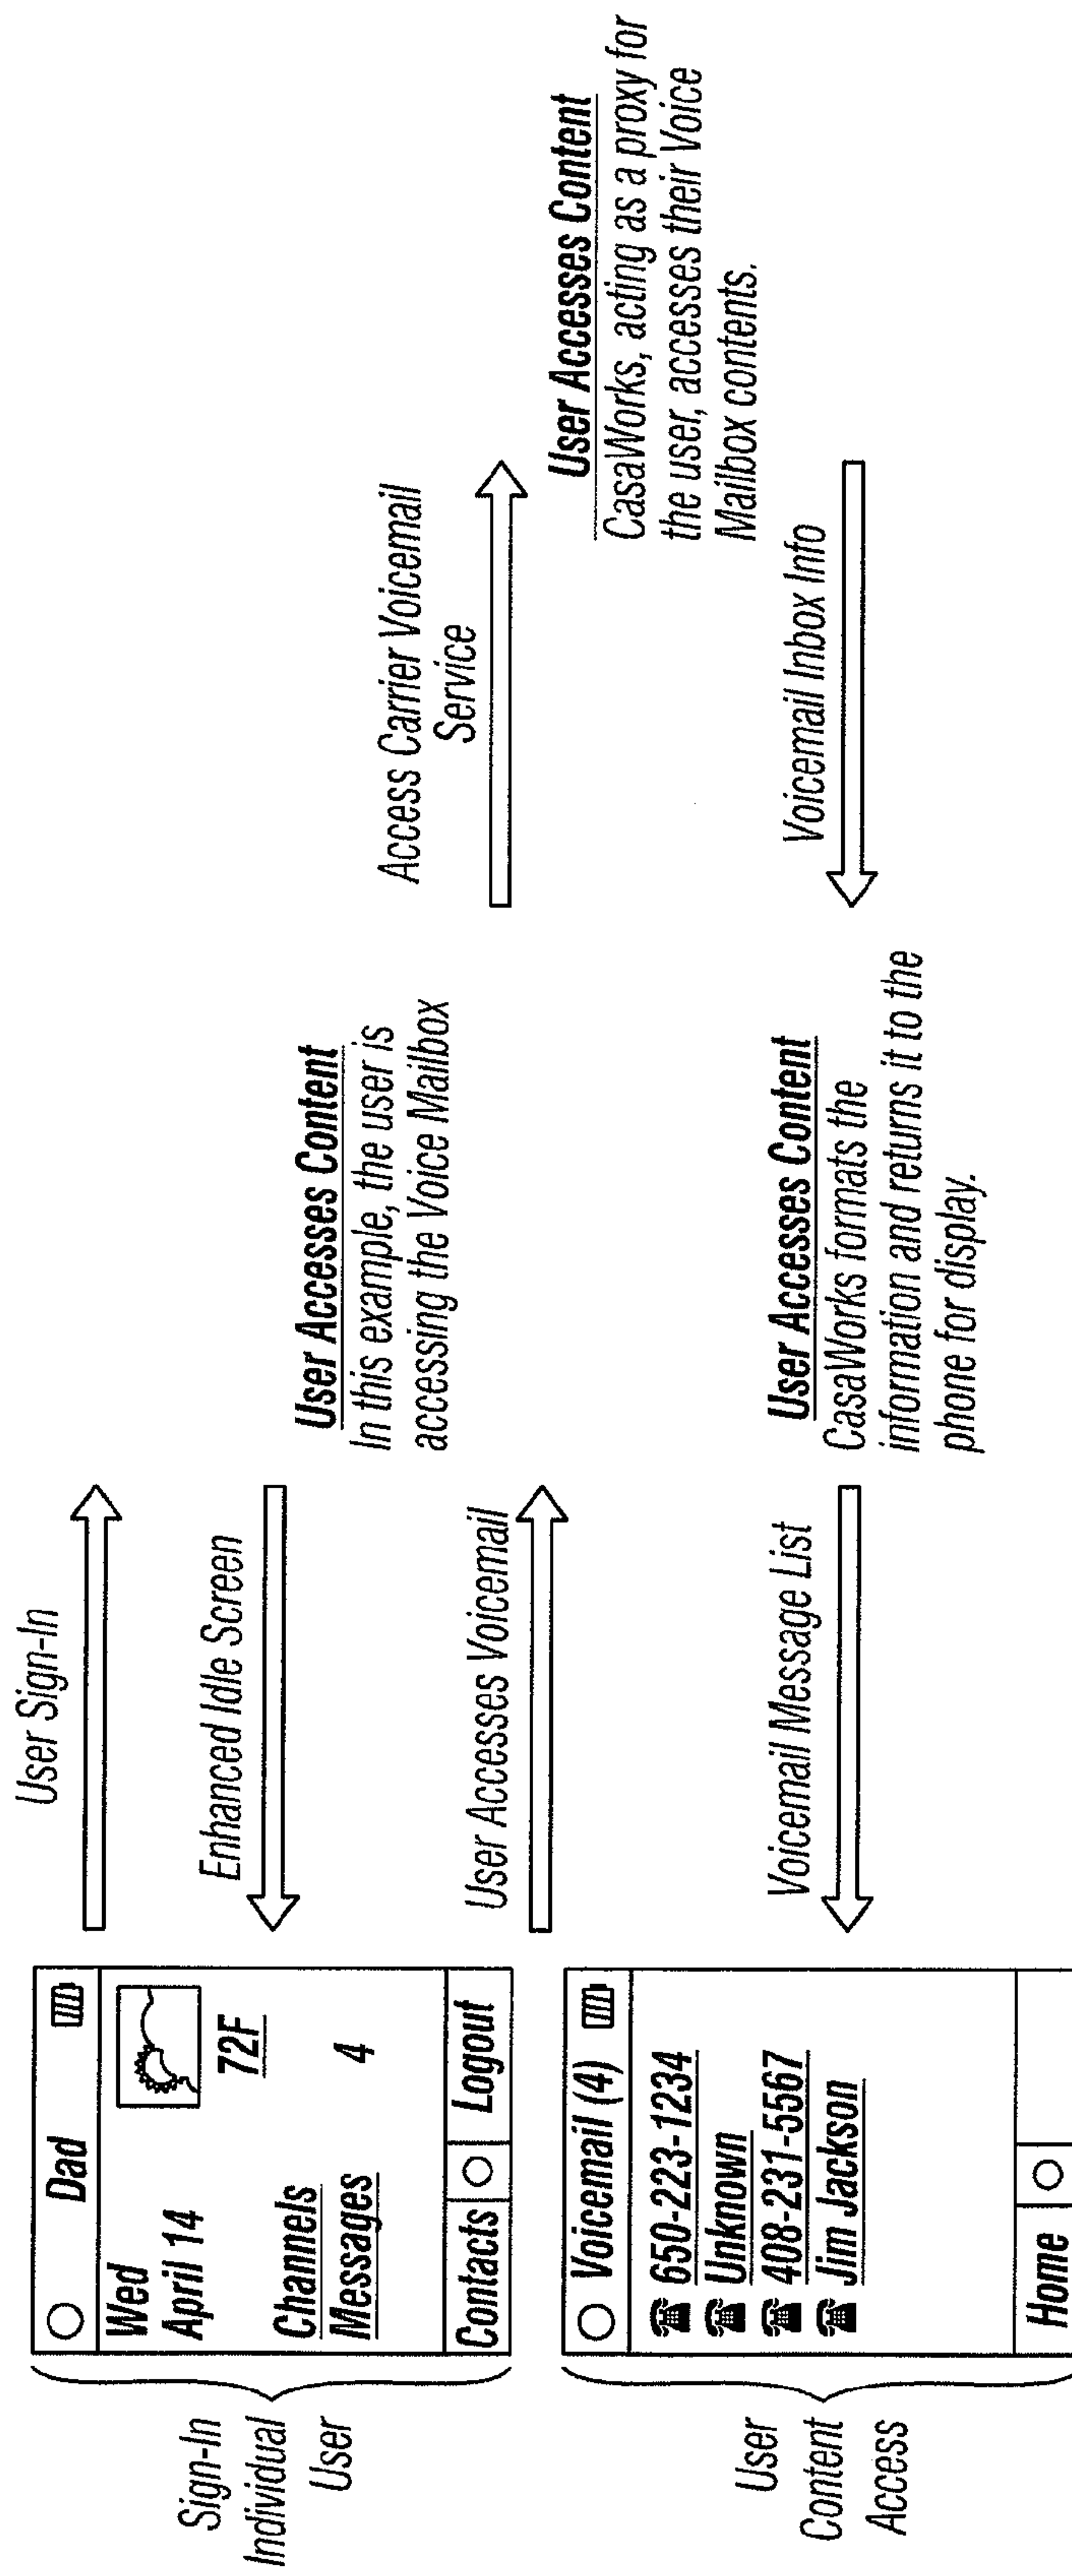 Sign-In
Individual
User
Dad
Wed
April 14
72F
Channels
Messages 4
Contacts
Logout
User Sign-In
Enhanced Idle Screen
User Accesses Content
In this example, the user is
accessing the Voice Mailbox
Access Carrier Voicemail
Service
User Accesses Voicemail
User Accesses Content
CasaWorks, acting as a proxy for
the user, accesses their Voice
Mailbox contents.
User
Content
Access
Voicemail (4)
650-223-1234
Unknown
408-231-5567
Jim Jackson
Home
Voicemail Message List
User Accesses Content
CasaWorks formats the
information and returns it to the
phone for display.
Voicemail Inbox Info